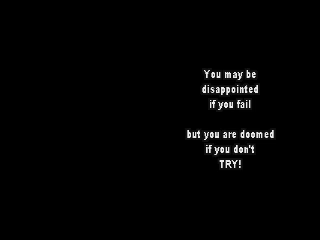 You may be
disappointed
if you fail
but you are doomed
if you don't
TRY!